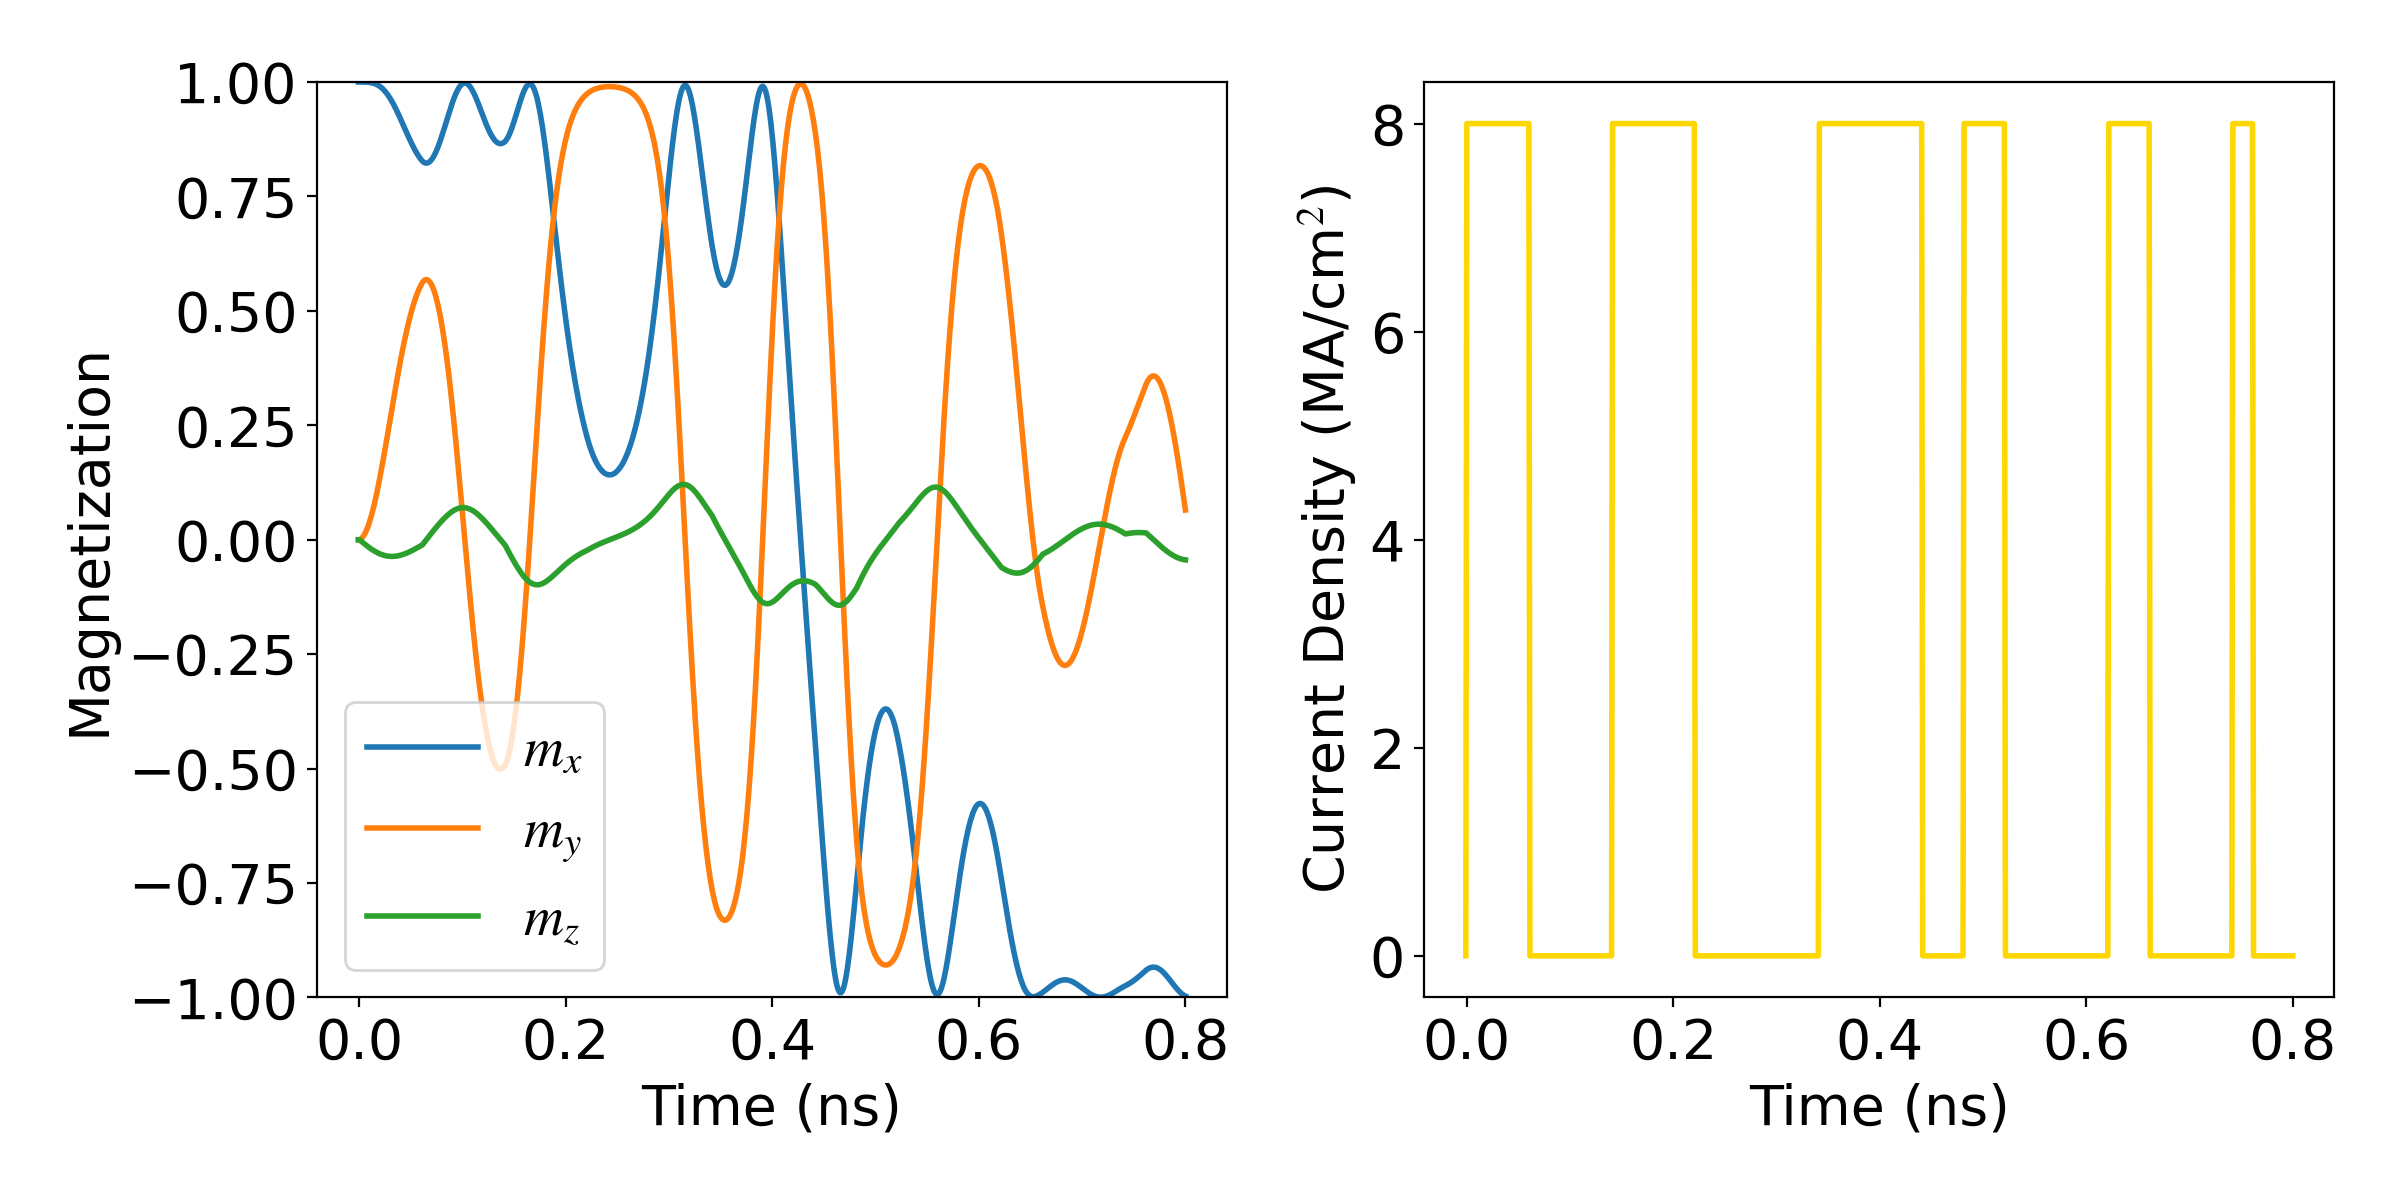 Magnetization
1.00
0.75
0.50
0.25
0.00
−0.25
−0.50
−0.75
−1.00
m_x
m_y
m_z
0.0 0.2 0.4 0.6 0.8
Time (ns)
Current Density (MA/cm²)
8
6
4
2
0
0.0 0.2 0.4 0.6 0.8
Time (ns)